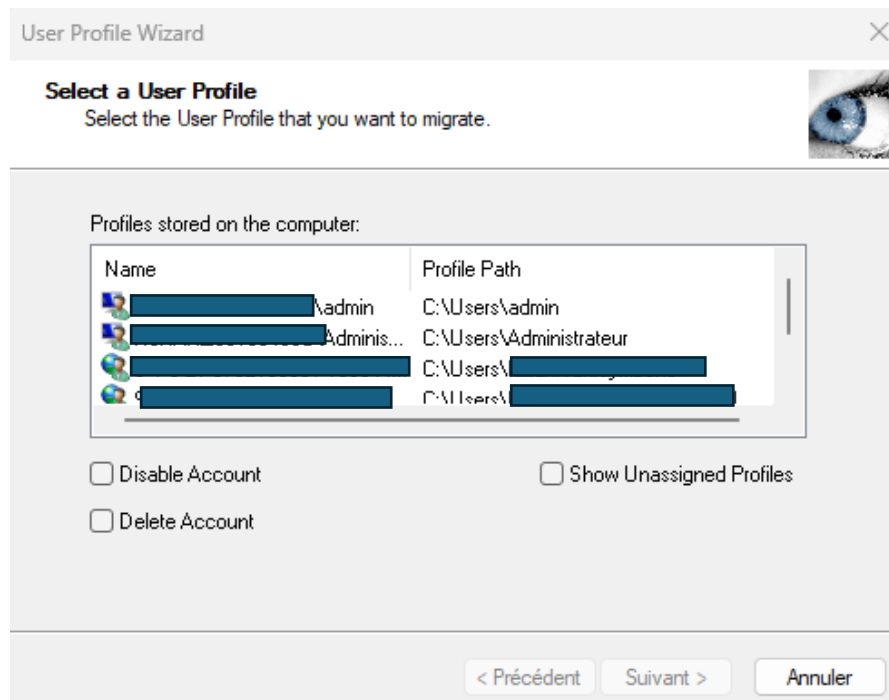 User Profile Wizard
Select a User Profile
Select the User Profile that you want to migrate.
Profiles stored on the computer:
Name Profile Path
\admin C:\Users\admin
\Adminis... C:\Users\Administrateur
C:\Users\
C:\Users\
Disable Account Show Unassigned Profiles
Delete Account
< Précédent Suivant > Annuler